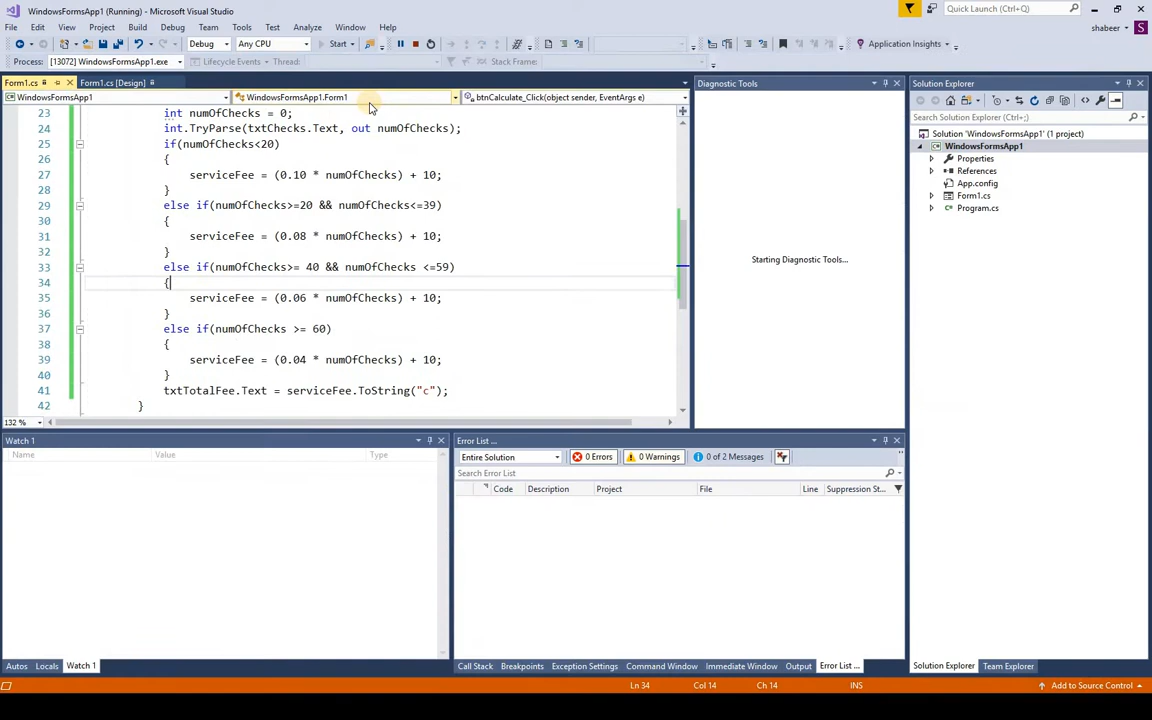 WindowsFormsApp1 (Running) - Microsoft Visual Studio
Quick Launch (Ctrl+Q)
File Edit View Project Build Debug Team Tools Test Analyze Window Help
shabeer S
Debug Any CPU Start Application Insights
Process: [13072] WindowsFormsApp1.exe Lifecycle Events Thread: Stack Frame:
Form1.cs Form1.cs [Design] Diagnostic Tools Solution Explorer
WindowsFormsApp1 WindowsFormsApp1.Form1 btnCalculate_Click(object sender, EventArgs e)
23 int numOfChecks = 0;
24 int.TryParse(txtChecks.Text, out numOfChecks);
25 if(numOfChecks<20)
26 {
27 serviceFee = (0.10 * numOfChecks) + 10;
28 }
29 else if(numOfChecks>=20 && numOfChecks<=39)
30 {
31 serviceFee = (0.08 * numOfChecks) + 10;
32 }
33 else if(numOfChecks>= 40 && numOfChecks <=59)
34 {
35 serviceFee = (0.06 * numOfChecks) + 10;
36 }
37 else if(numOfChecks >= 60)
38 {
39 serviceFee = (0.04 * numOfChecks) + 10;
40 }
41 txtTotalFee.Text = serviceFee.ToString("c");
42 }
132 %
Starting Diagnostic Tools...
Search Solution Explorer (Ctrl+;)
Solution 'WindowsFormsApp1' (1 project)
WindowsFormsApp1
Properties
References
App.config
Form1.cs
Program.cs
Watch 1
Name Value Type
Error List ...
Entire Solution 0 Errors 0 Warnings 0 of 2 Messages
Search Error List
Code Description Project File Line Suppression St...
Autos Locals Watch 1
Call Stack Breakpoints Exception Settings Command Window Immediate Window Output Error List ...
Solution Explorer Team Explorer
Ln 34 Col 14 Ch 14 INS Add to Source Control